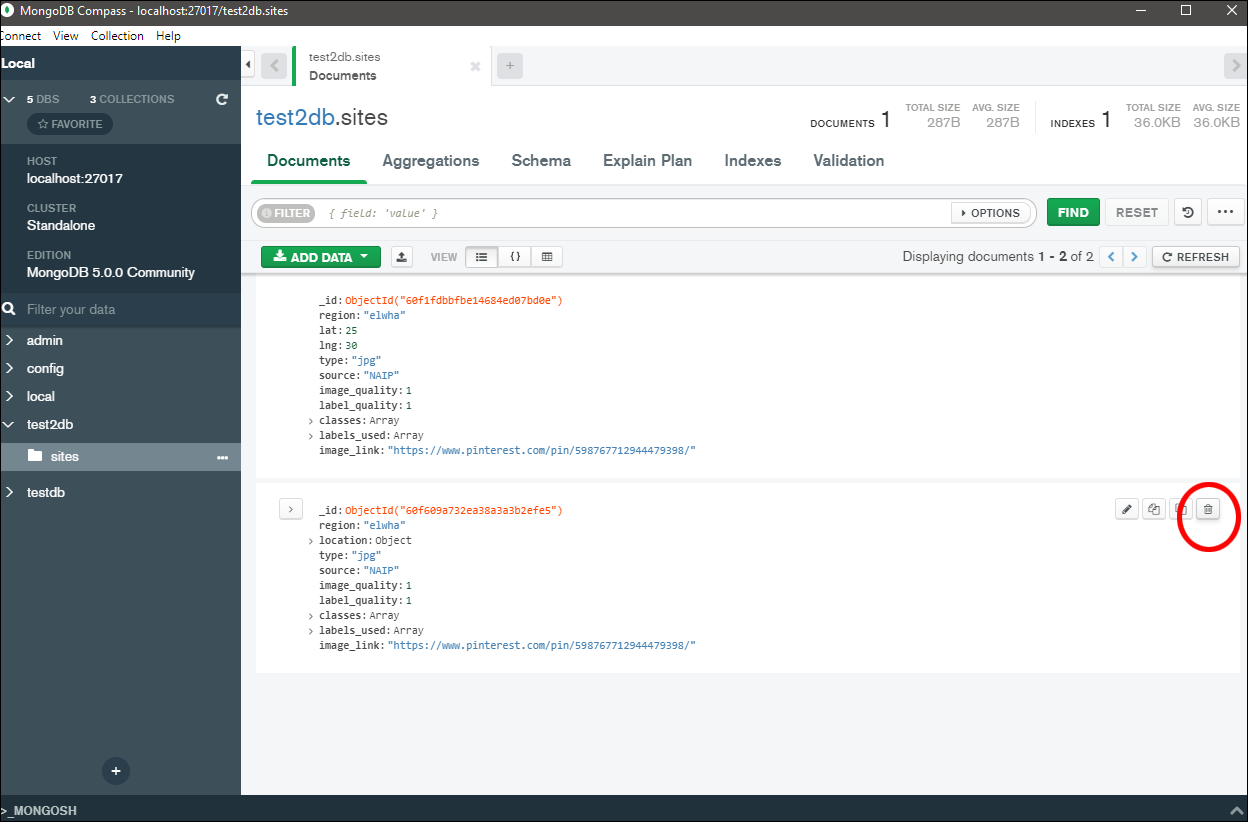 MongoDB Compass - localhost:27017/test2db.sites
Connect View Collection Help
Local
5 DBS 3 COLLECTIONS
FAVORITE
HOST
localhost:27017
CLUSTER
Standalone
EDITION
MongoDB 5.0.0 Community
Filter your data
admin
config
local
test2db
sites
testdb
>_MONGOSH
test2db.sites
Documents
test2db.sites
DOCUMENTS 1 TOTAL SIZE 287B AVG. SIZE 287B INDEXES 1 TOTAL SIZE 36.0KB AVG. SIZE 36.0KB
Documents Aggregations Schema Explain Plan Indexes Validation
FILTER { field: 'value' } OPTIONS FIND RESET
ADD DATA VIEW Displaying documents 1 - 2 of 2 REFRESH
_id: ObjectId("60f1fdbbfbe14684ed07bd0e")
region: "elwha"
lat: 25
lng: 30
type: "jpg"
source: "NAIP"
image_quality: 1
label_quality: 1
classes: Array
labels_used: Array
image_link: "https://www.pinterest.com/pin/598767712944479398/"
_id: ObjectId("60f609a732ea38a3a3b2efe5")
region: "elwha"
location: Object
type: "jpg"
source: "NAIP"
image_quality: 1
label_quality: 1
classes: Array
labels_used: Array
image_link: "https://www.pinterest.com/pin/598767712944479398/"